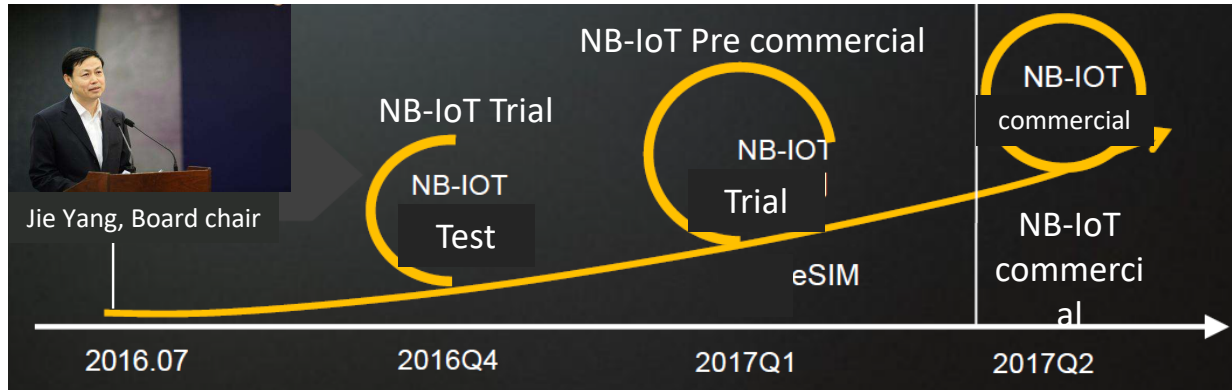 NB-IoT Pre commercial
NB-IoT Trial
NB-IOT
commercial
NB-IOT
Trial
NB-IOT
Test
Jie Yang, Board chair
NB-IoT
commerci
al
eSIM
2016.07
2016Q4
2017Q1
2017Q2